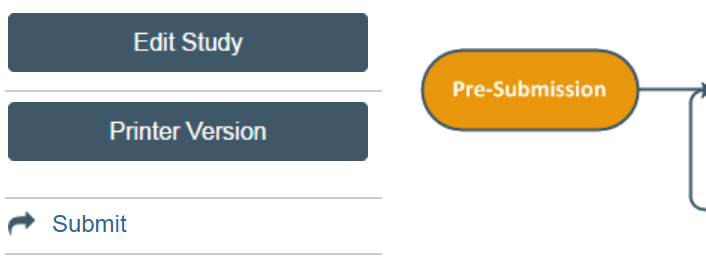 Edit Study
Pre-Submission
Printer Version
Submit